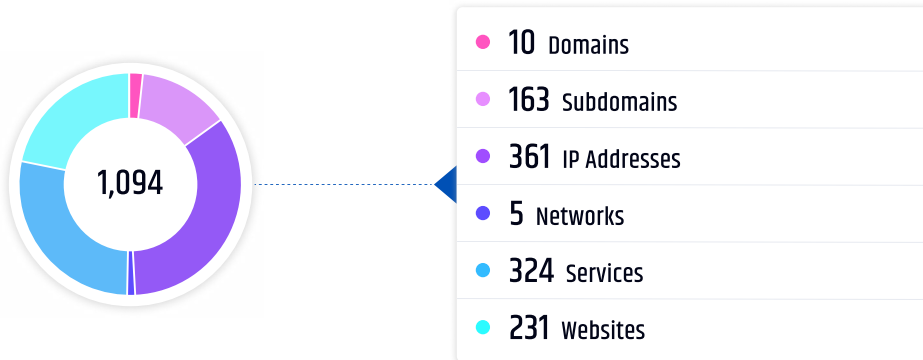 1,094
10 Domains
163 Subdomains
361 IP Addresses
5 Networks
324 Services
231 Websites